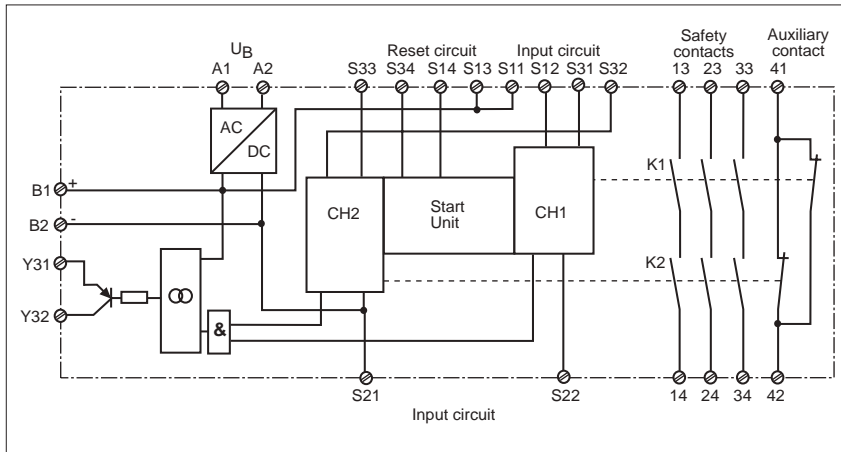 UB Reset circuit Input circuit Safety contacts Auxiliary contact
A1 A2 S33 S34 S14 S13 S11 S12 S31 S32 13 23 33 41
AC
DC
B1 +
K1
CH2 Start Unit CH1
B2 -
Y31
K2
Y32
&
S21 S22 14 24 34 42
Input circuit